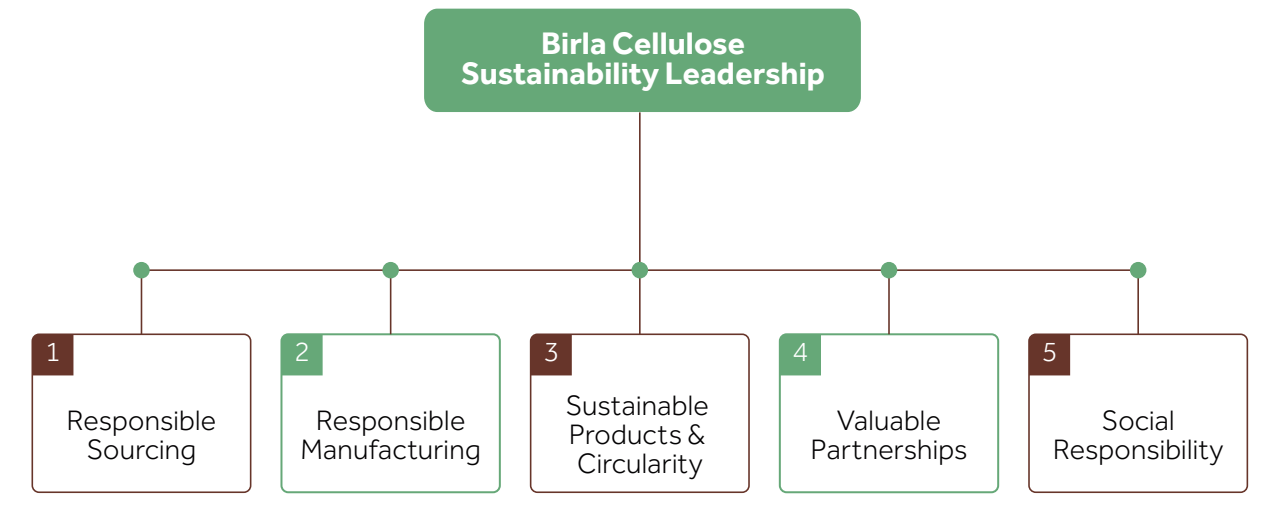 Birla Cellulose
Sustainability Leadership
1
Responsible
Sourcing
2
Responsible
Manufacturing
3
Sustainable
Products &
Circularity
4
Valuable
Partnerships
5
Social
Responsibility